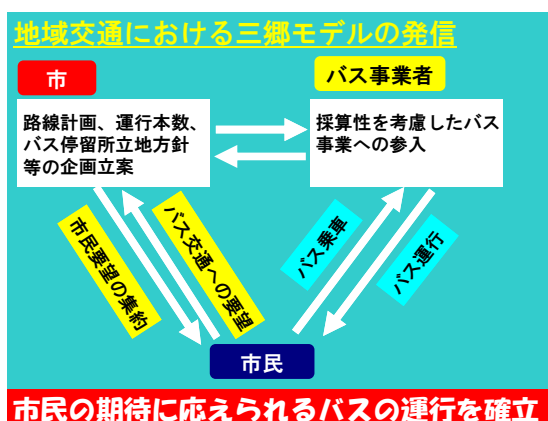 地域交通における三郷モデルの発信
市
バス事業者
路線計画、運行本数、
バス停留所立地方針
等の企画立案
採算性を考慮したバス
事業への参入
市民要望の集約
バス交通への要望
バス乗車
バス運行
市民
市民の期待に応えられるバスの運行を確立